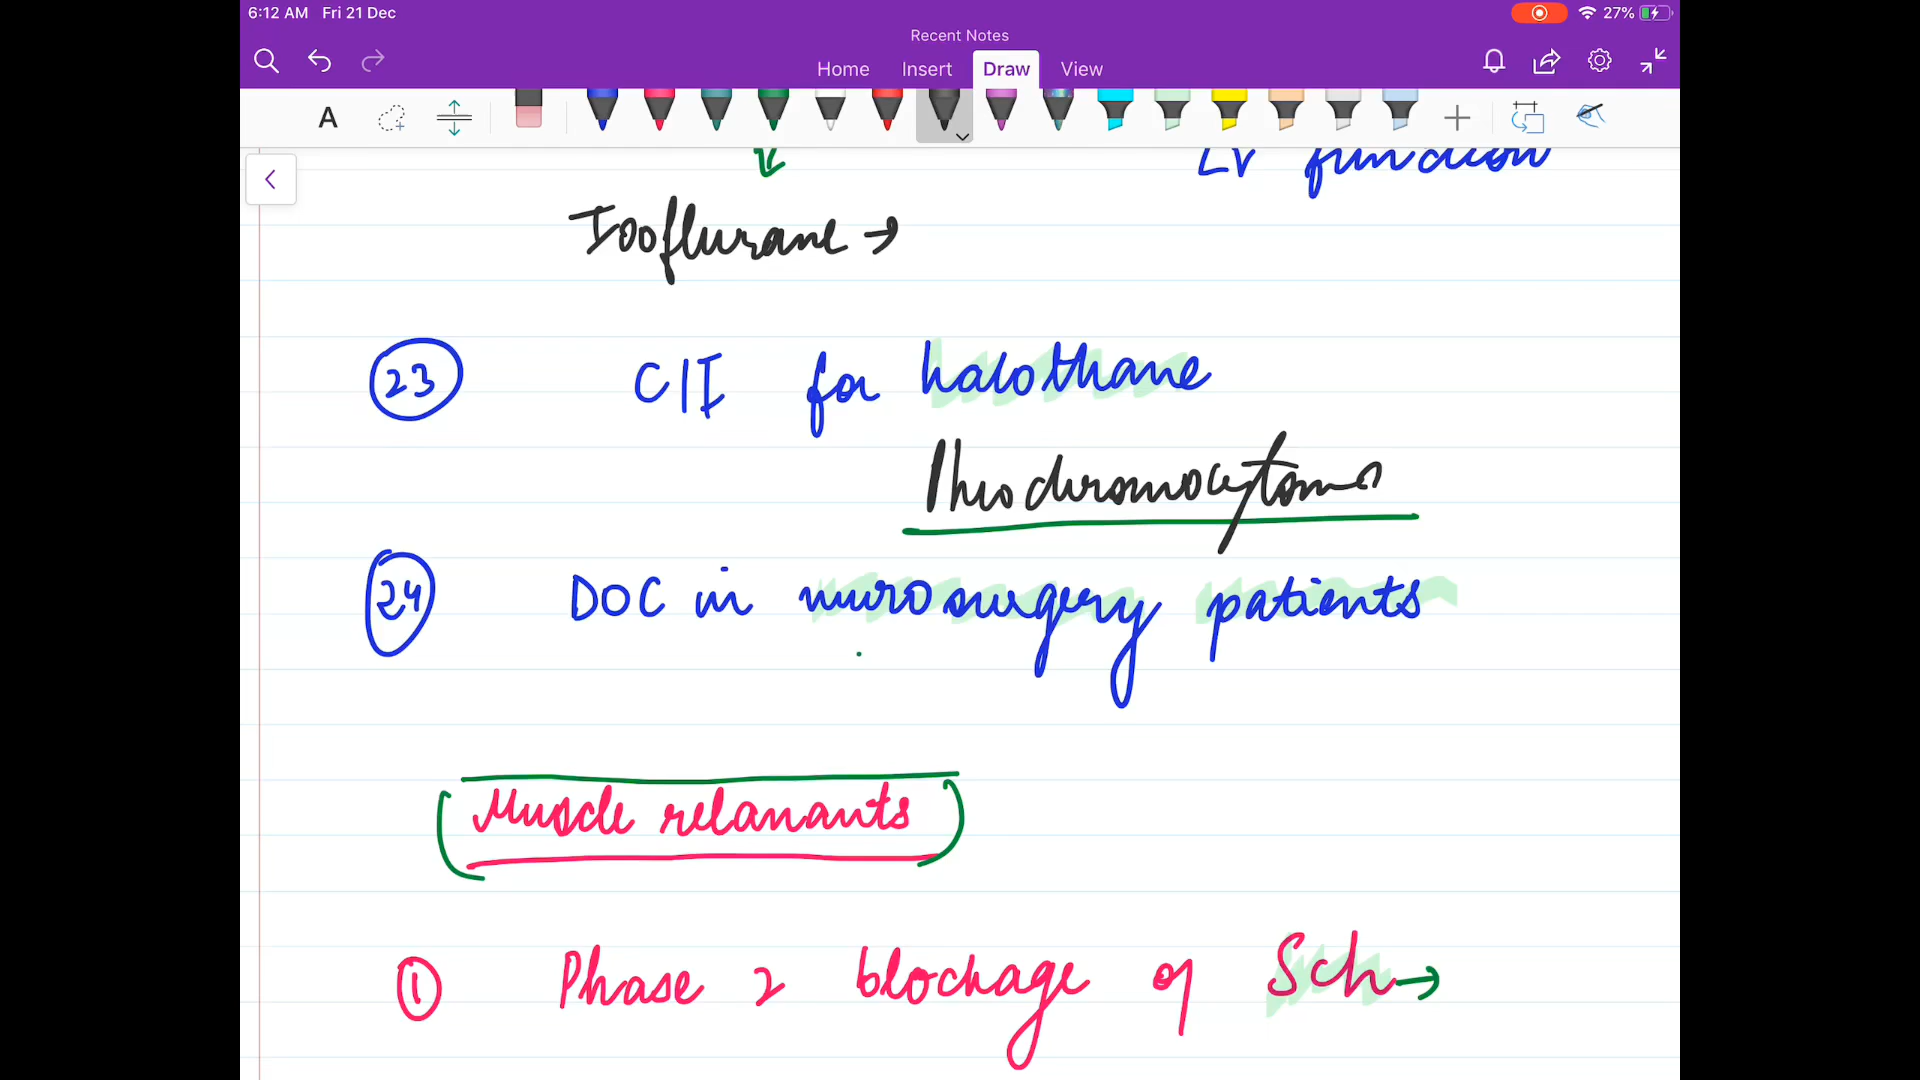 6:12 AM Fri 21 Dec
27%
Recent Notes
Home Insert Draw View
A
LV function
Isoflurane →
23 C/I for halothane
Pheochromocytoma
24 DOC in neurosurgery patients
Muscle relaxants
1 Phase 2 blockage of Sch →